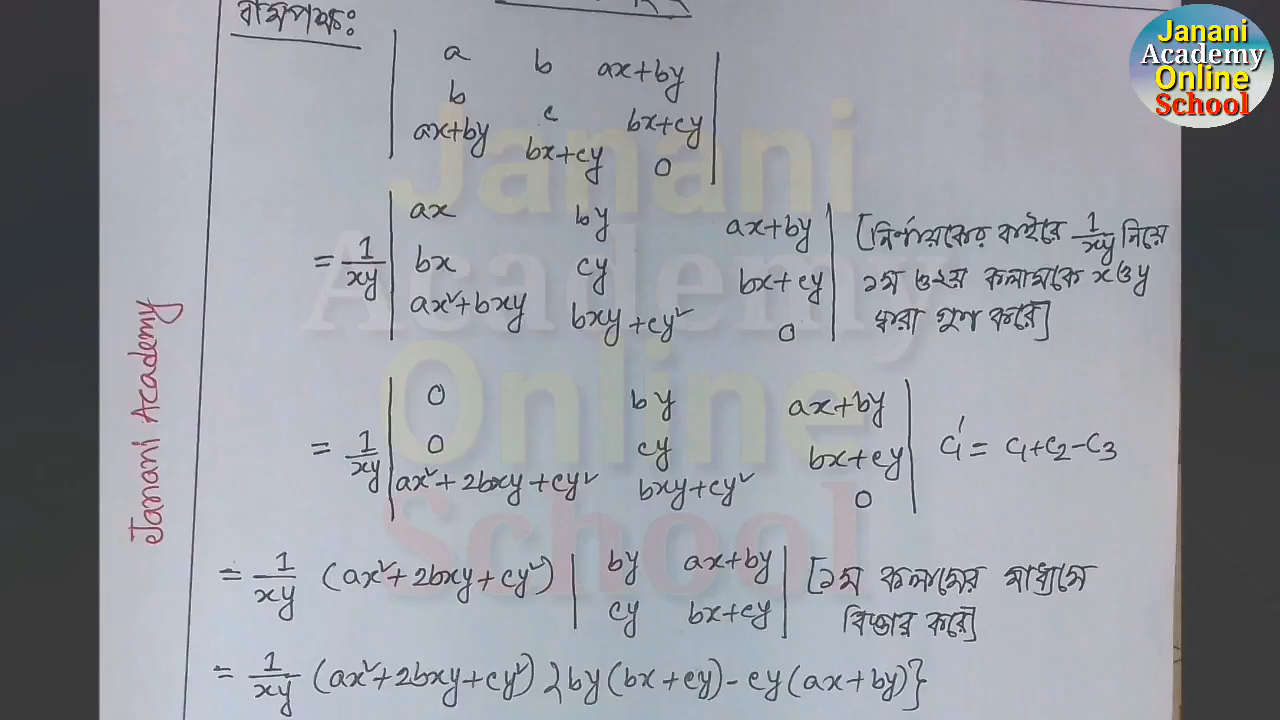 বামপক্ষঃ
| a b ax+by |
| b c bx+cy |
| ax+by bx+cy 0 |
= 1/xy | ax by ax+by | [নির্ণায়কের বাইরে 1/xy নিয়ে
| bx cy bx+cy | ১ম ও ২য় কলামকে x ও y
| ax²+bxy bxy+cy² 0 | দ্বারা গুণ করে]
= 1/xy | 0 by ax+by |
| 0 cy bx+cy | c₁′ = c₁+c₂-c₃
| ax²+2bxy+cy² bxy+cy² 0 |
= 1/xy (ax²+2bxy+cy²) | by ax+by | [১ম কলামের মাধ্যমে
| cy bx+cy | বিস্তার করে]
= 1/xy (ax²+2bxy+cy²) {by(bx+cy)-cy(ax+by)}
Janani Academy
Janani
Academy
Online
School
Janani
Academy
Online
School